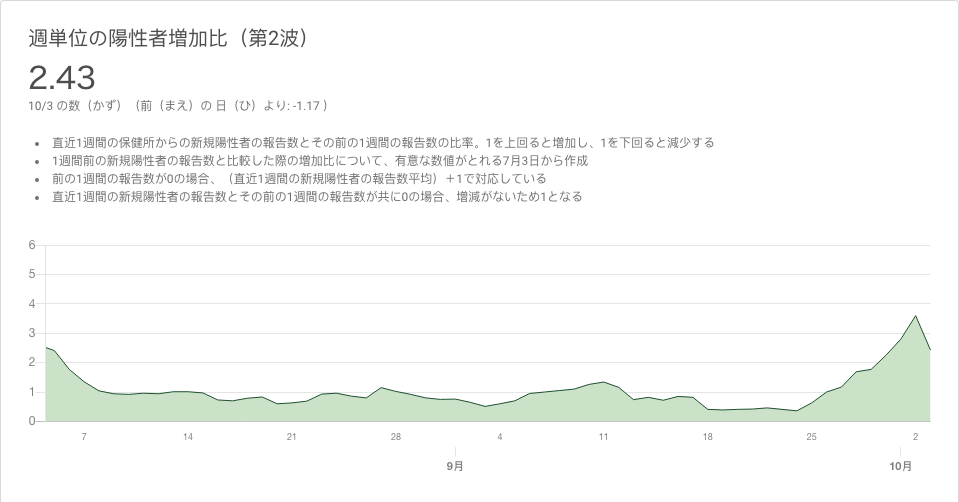 週単位の陽性者増加比（第2波）
2.43
10/3 の数（かず）（前（まえ）の 日（ひ）より: -1.17 ）
• 直近1週間の保健所からの新規陽性者の報告数とその前の1週間の報告数の比率。1を上回ると増加し、1を下回ると減少する
• 1週間前の新規陽性者の報告数と比較した際の増加比について、有意な数値がとれる7月3日から作成
• 前の1週間の報告数が0の場合、（直近1週間の新規陽性者の報告数平均）＋1で対応している
• 直近1週間の新規陽性者の報告数とその前の1週間の報告数が共に0の場合、増減がないため1となる
6
5
4
3
2
1
0
7 14 21 28 4 11 18 25 2
9月 10月